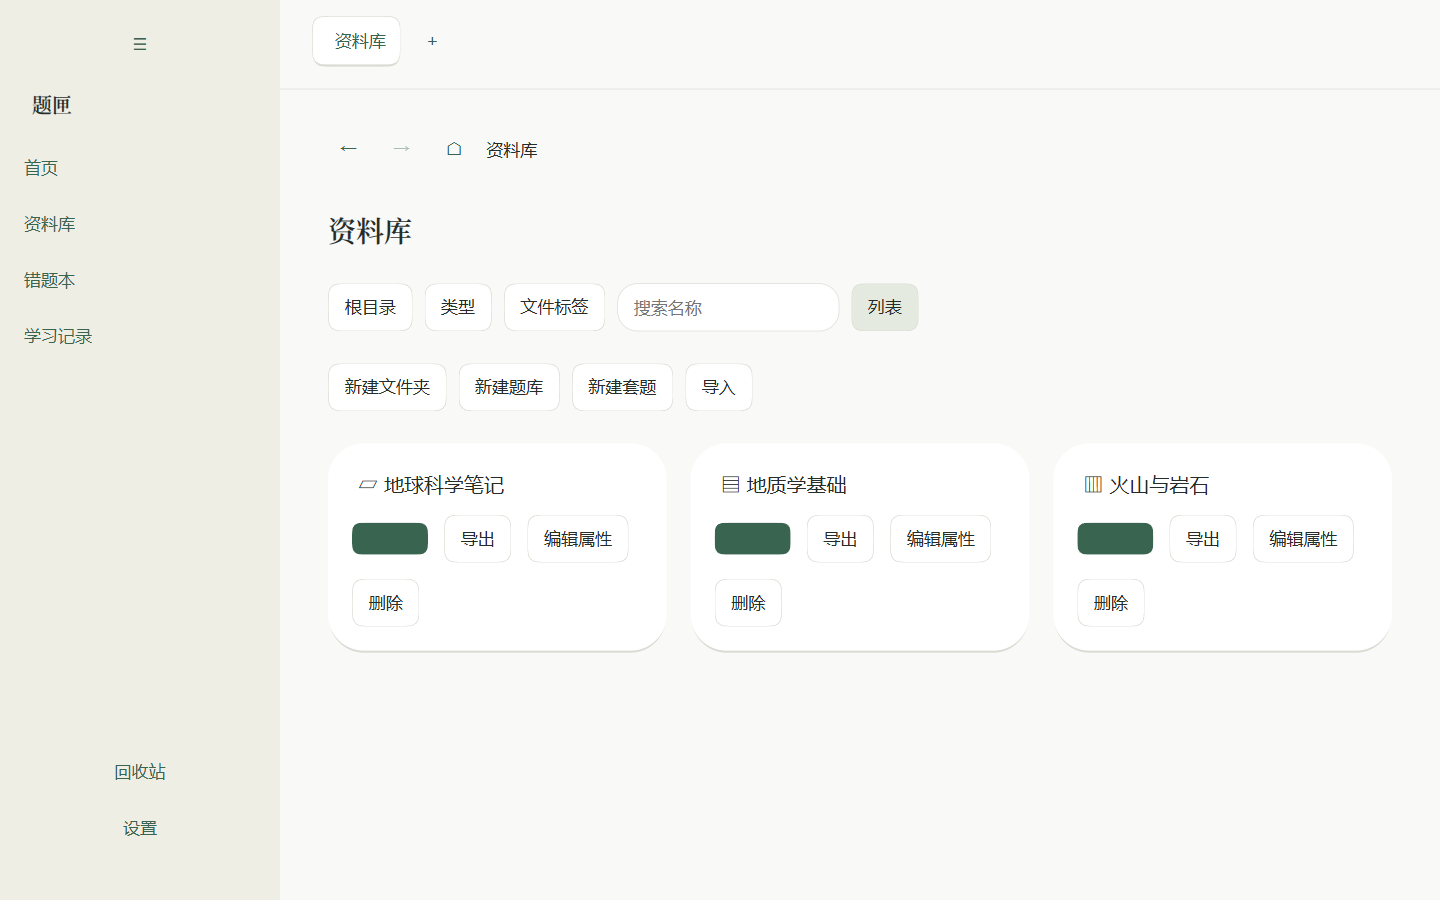 题匣
首页
资料库
错题本
学习记录
回收站
设置
资料库 +
← → 资料库
资料库
根目录 类型 文件标签 搜索名称 列表
新建文件夹 新建题库 新建套题 导入
地球科学笔记
导出 编辑属性
删除
地质学基础
导出 编辑属性
删除
火山与岩石
导出 编辑属性
删除